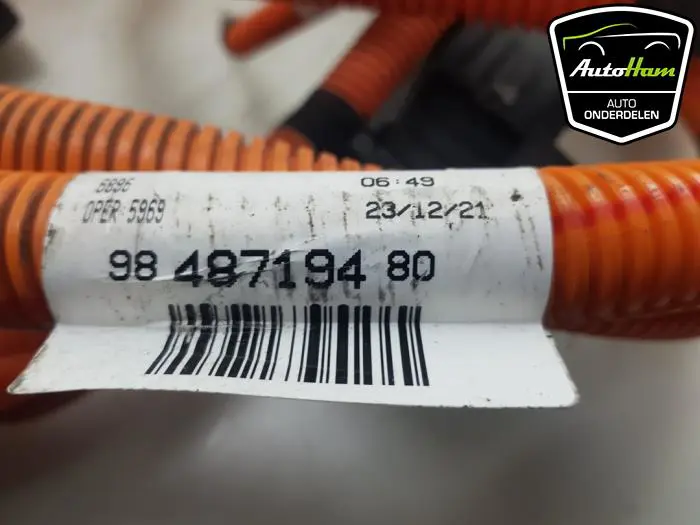 AutoHam
AUTO
ONDERDELEN
6896
06:49
OPER 5969
23/12/21
98 487194 80